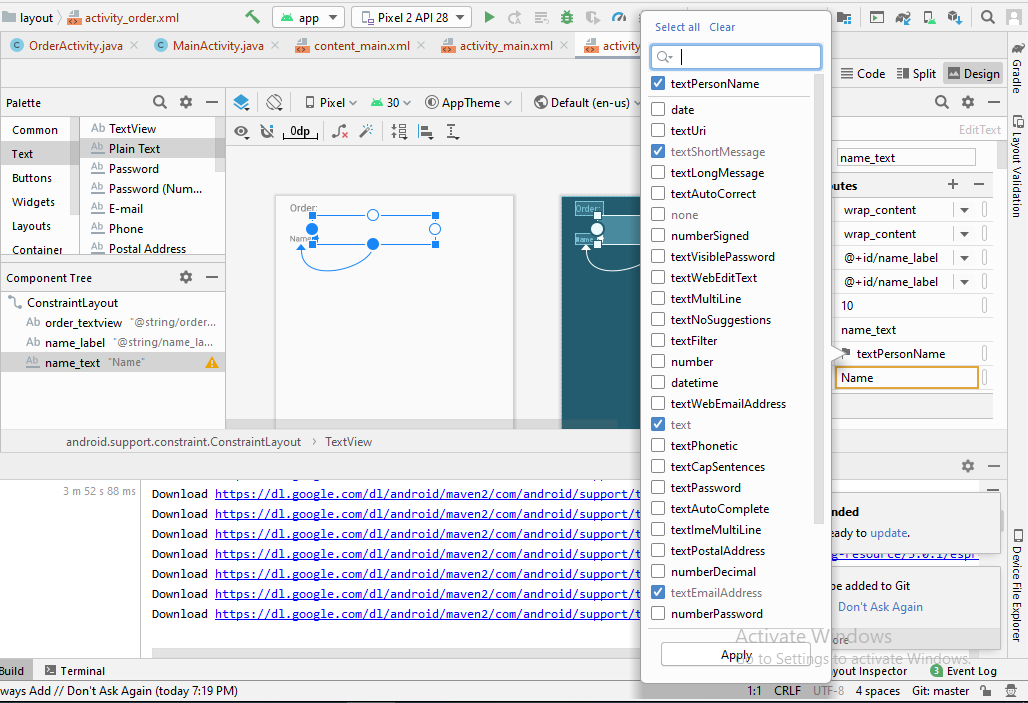 layout
activity_order.xml
app
Pixel 2 API 28
OrderActivity.java
MainActivity.java
content_main.xml
activity_main.xml
activity
Code
Split
Design
Palette
Common
Text
Buttons
Widgets
Layouts
Container
Ab TextView
Ab Plain Text
Ab Password
Ab Password (Num...
Ab E-mail
Ab Phone
Ab Postal Address
Pixel
30
AppTheme
Default (en-us)
0dp
Component Tree
ConstraintLayout
Ab order_textview "@string/order...
Ab name_label "@string/name_la...
Ab name_text "Name"
Order:
Name
Order:
Name
Select all Clear
textPersonName
date
textUri
textShortMessage
textLongMessage
textAutoCorrect
none
numberSigned
textVisiblePassword
textWebEditText
textMultiLine
textNoSuggestions
textFilter
number
datetime
textWebEmailAddress
text
textPhonetic
textCapSentences
textPassword
textAutoComplete
textImeMultiLine
textPostalAddress
numberDecimal
textEmailAddress
numberPassword
Apply
EditText
name_text
utes
wrap_content
wrap_content
@+id/name_label
@+id/name_label
10
name_text
textPersonName
Name
Gradle
Layout Validation
Device File Explorer
android.support.constraint.ConstraintLayout
TextView
3 m 52 s 88 ms
Download https://dl.google.com/dl/android/maven2/com/android/support/t
Download https://dl.google.com/dl/android/maven2/com/android/support/t
Download https://dl.google.com/dl/android/maven2/com/android/support/t
Download https://dl.google.com/dl/android/maven2/com/android/support/t
Download https://dl.google.com/dl/android/maven2/com/android/support/t
Download https://dl.google.com/dl/android/maven2/com/android/support/t
Download https://dl.google.com/dl/android/maven2/com/android/support/t
nded
eady to update.
be added to Git
Don't Ask Again
ore
Activate Windows
Go to Settings to activate Windows.
Build
Terminal
yout Inspector
3 Event Log
ways Add // Don't Ask Again (today 7:19 PM)
1:1 CRLF UTF-8 4 spaces Git: master